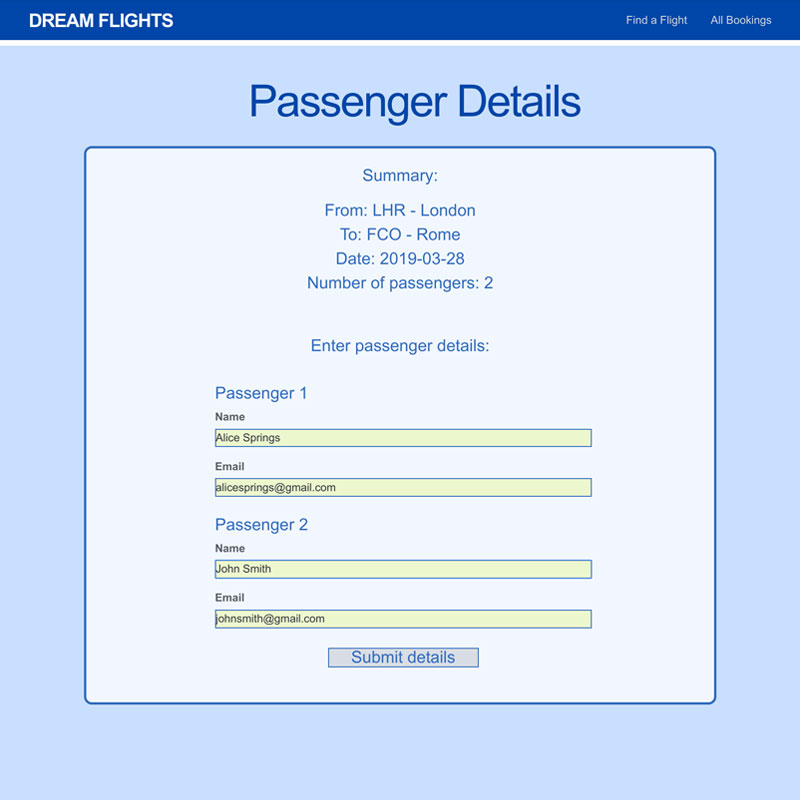 DREAM FLIGHTS
Find a Flight
All Bookings
Passenger Details
Summary:
From: LHR - London
To: FCO - Rome
Date: 2019-03-28
Number of passengers: 2
Enter passenger details:
Passenger 1
Name
Alice Springs
Email
alicesprings@gmail.com
Passenger 2
Name
John Smith
Email
johnsmith@gmail.com
Submit details